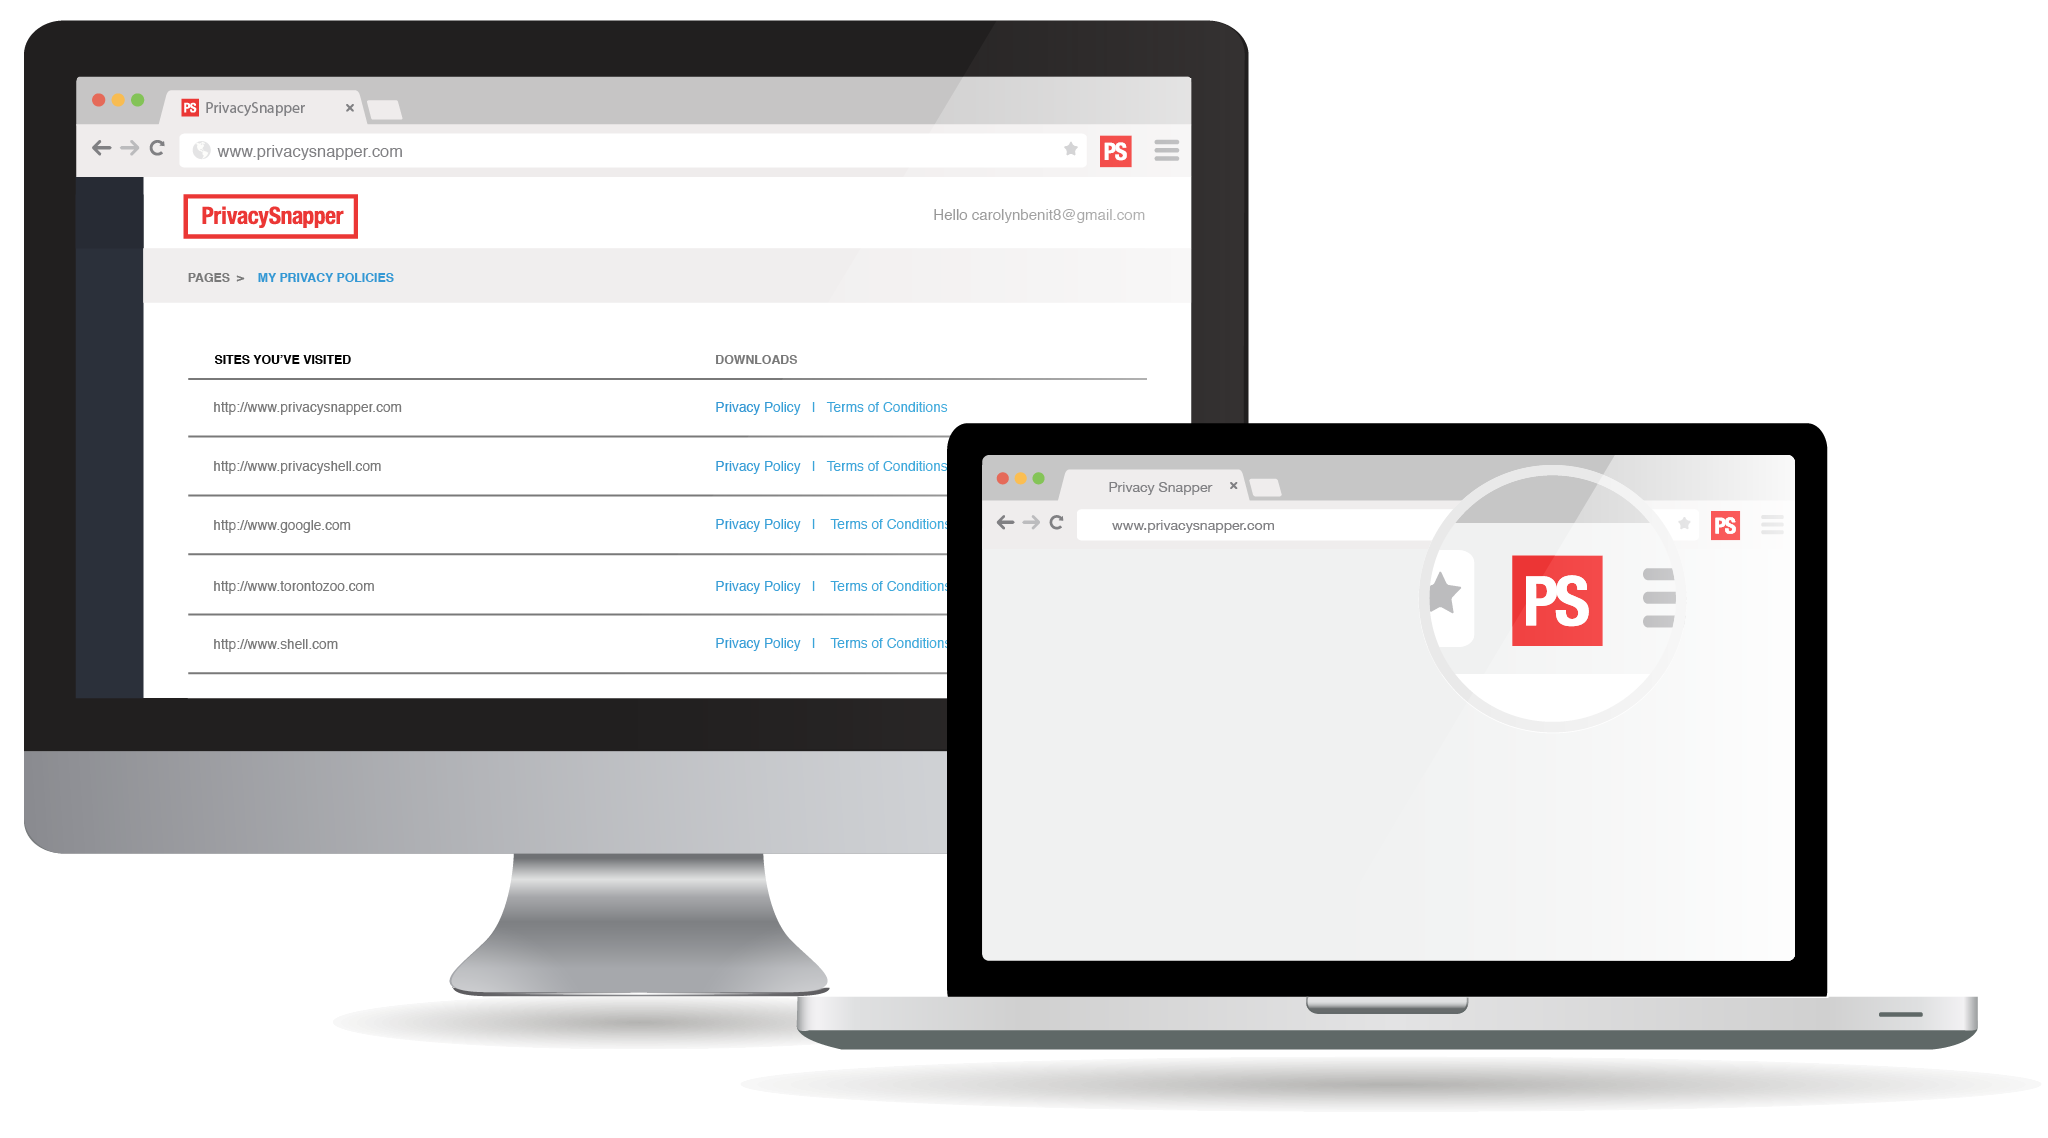 PS PrivacySnapper
www.privacysnapper.com PS
PrivacySnapper
Hello carolynbenit8@gmail.com
PAGES > MY PRIVACY POLICIES
SITES YOU'VE VISITED DOWNLOADS
http://www.privacysnapper.com Privacy Policy | Terms of Conditions
http://www.privacyshell.com Privacy Policy | Terms of Conditions
http://www.google.com Privacy Policy | Terms of Conditions
http://www.torontozoo.com Privacy Policy | Terms of Conditions
http://www.shell.com Privacy Policy | Terms of Conditions
Privacy Snapper
www.privacysnapper.com PS
PS